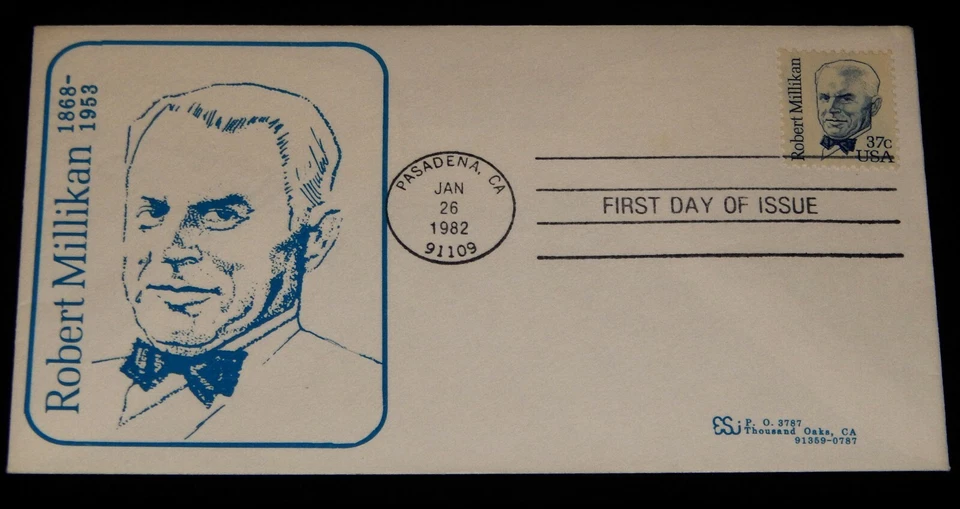 Robert Millikan 1868-
1953
PASADENA, CA
JAN
26
1982
91109
FIRST DAY OF ISSUE
Robert Millikan
37c
USA
ESI P. O. 3787
Thousand Oaks, CA
91359-0787